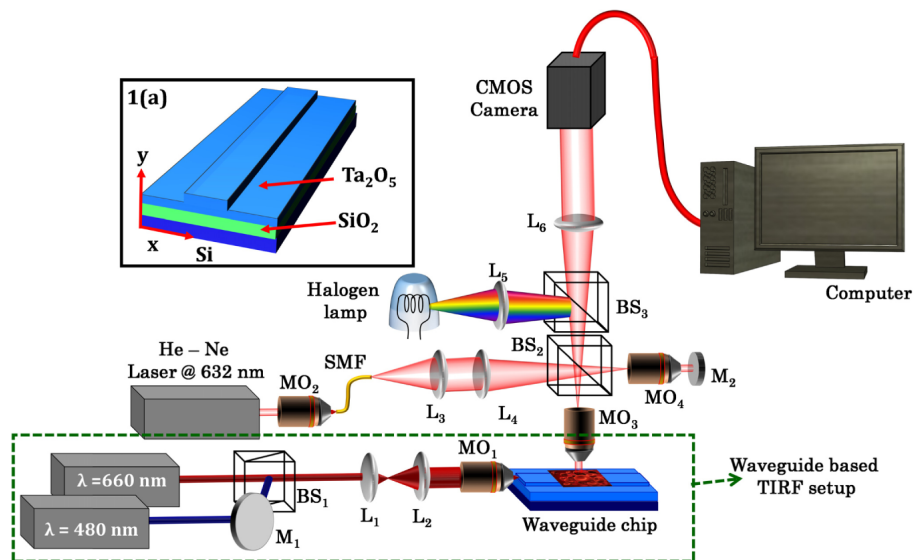 1(a)
y
x
Ta₂O₅
SiO₂
Si
CMOS
Camera
L₆
Computer
Halogen
lamp
L₅
BS₃
He – Ne
Laser @ 632 nm
MO₂
SMF
L₃
L₄
BS₂
MO₄
M₂
MO₃
λ =660 nm
λ = 480 nm
BS₁
M₁
L₁
L₂
MO₁
Waveguide chip
Waveguide based
TIRF setup